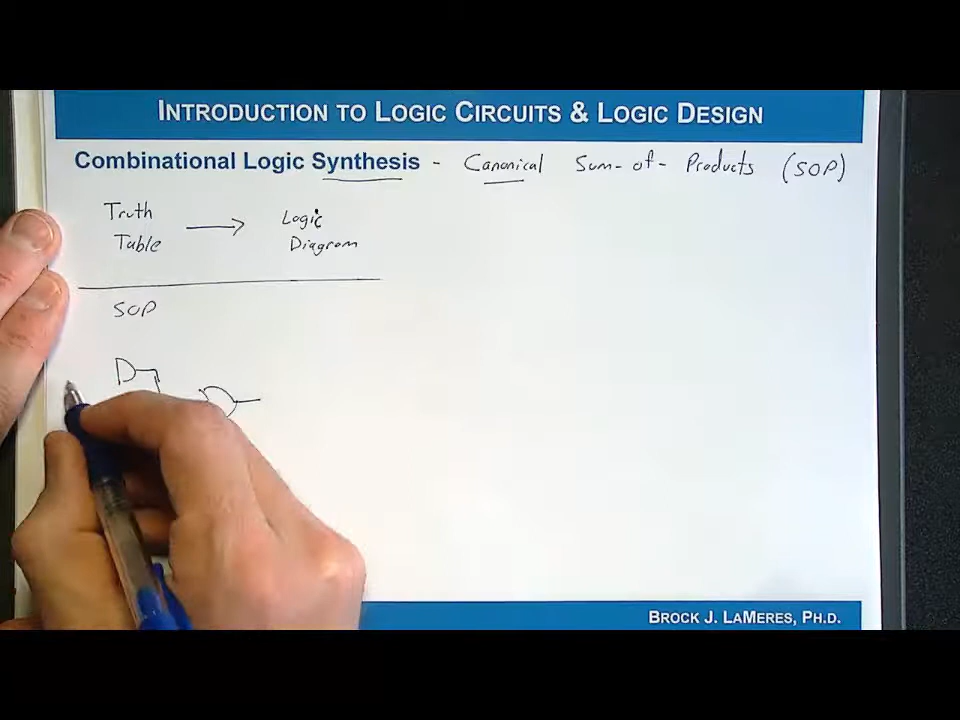 INTRODUCTION TO LOGIC CIRCUITS & LOGIC DESIGN
Combinational Logic Synthesis - Canonical Sum-of-Products (SOP)
Truth Table → Logic Diagram
SOP
BROCK J. LAMERES, PH.D.